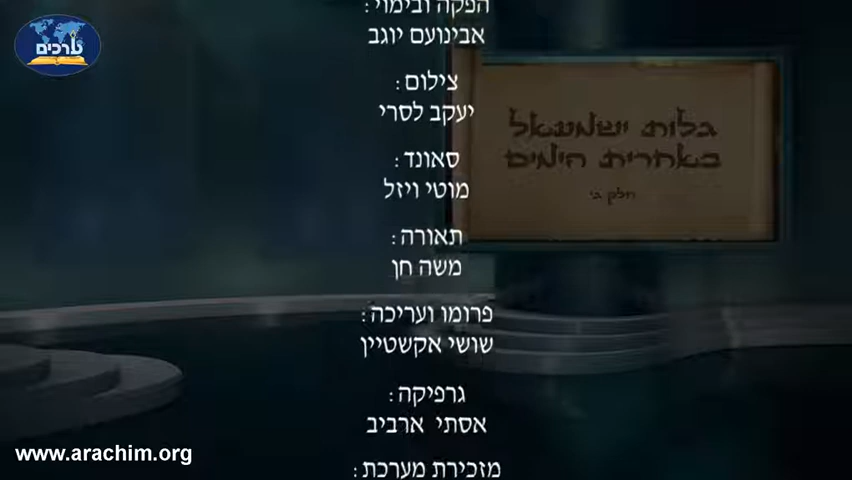 ערכים
הפקה ובימוי :
אבינועם יוגב
צילום :
יעקב לסרי
סאונד :
מוטי ויזל
תאורה :
משה חן
פרומו ועריכה :
שושי אקשטיין
גרפיקה :
אסתי ארביב
מזכירת מערכת :
גלות ישמעאל
באחרית הימים
חלק ג'
www.arachim.org